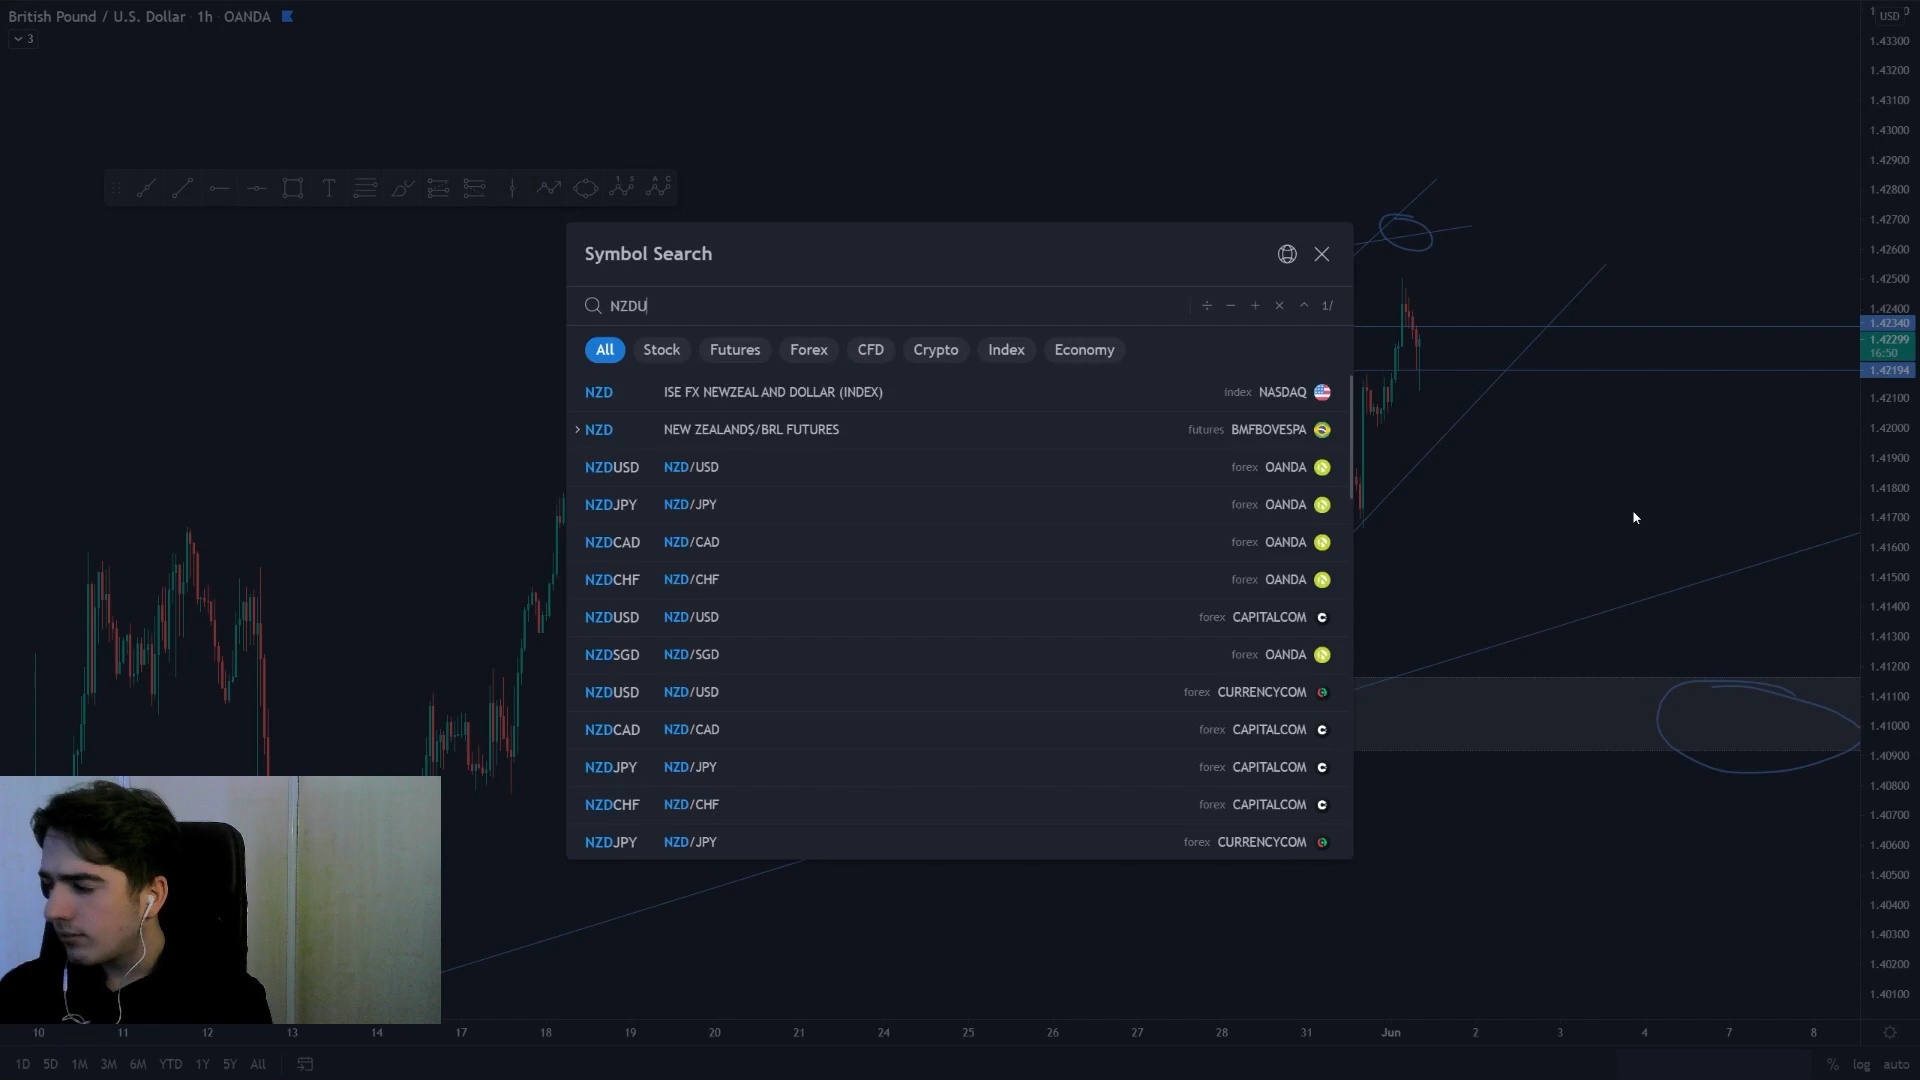 British Pound / U.S. Dollar · 1h · OANDA
3
USD
1.43300
1.43200
1.43100
1.43000
1.42900
1.42800
1.42700
1.42600
1.42500
1.42400
1.42340
1.42299
16:50
1.42194
1.42100
1.42000
1.41900
1.41800
1.41700
1.41600
1.41500
1.41400
1.41300
1.41200
1.41100
1.41000
1.40900
1.40800
1.40700
1.40600
1.40500
1.40400
1.40300
1.40200
1.40100
Symbol Search
NZDU
÷ − + × ^ 1/
All Stock Futures Forex CFD Crypto Index Economy
NZD ISE FX NEWZEALAND DOLLAR (INDEX) index NASDAQ
NZD NEW ZEALAND$/BRL FUTURES futures BMFBOVESPA
NZDUSD NZD/USD forex OANDA
NZDJPY NZD/JPY forex OANDA
NZDCAD NZD/CAD forex OANDA
NZDCHF NZD/CHF forex OANDA
NZDUSD NZD/USD forex CAPITALCOM
NZDSGD NZD/SGD forex OANDA
NZDUSD NZD/USD forex CURRENCYCOM
NZDCAD NZD/CAD forex CAPITALCOM
NZDJPY NZD/JPY forex CAPITALCOM
NZDCHF NZD/CHF forex CAPITALCOM
NZDJPY NZD/JPY forex CURRENCYCOM
10 11 12 13 14 17 18 19 20 21 24 25 26 27 28 31 Jun 2 3 4 7 8
1D 5D 1M 3M 6M YTD 1Y 5Y All
% log auto